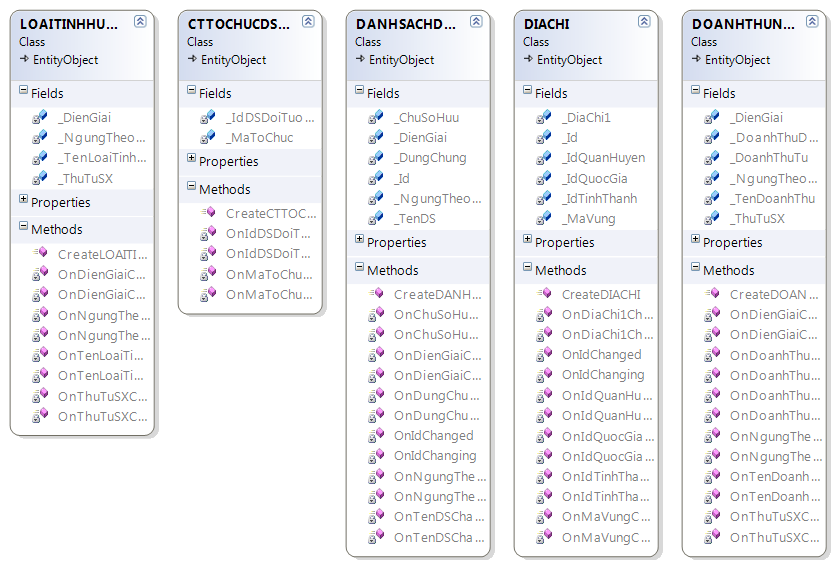 LOAITINHHU...
Class
EntityObject
Fields
_DienGiai
_NgungTheo...
_TenLoaiTinh...
_ThuTuSX
Properties
Methods
CreateLOAITI...
OnDienGiaiC...
OnDienGiaiC...
OnNgungThe...
OnNgungThe...
OnTenLoaiTi...
OnTenLoaiTi...
OnThuTuSXC...
OnThuTuSXC...
CTTOCHUCDS...
Class
EntityObject
Fields
_IdDSDoiTuo...
_MaToChuc
Properties
Methods
CreateCTTOC...
OnIdDSDoiT...
OnIdDSDoiT...
OnMaToChu...
OnMaToChu...
DANHSACHD...
Class
EntityObject
Fields
_ChuSoHuu
_DienGiai
_DungChung
_Id
_NgungTheo...
_TenDS
Properties
Methods
CreateDANH...
OnChuSoHu...
OnChuSoHu...
OnDienGiaiC...
OnDienGiaiC...
OnDungChu...
OnDungChu...
OnIdChanged
OnIdChanging
OnNgungThe...
OnNgungThe...
OnTenDSCha...
OnTenDSCha...
DIACHI
Class
EntityObject
Fields
_DiaChi1
_Id
_IdQuanHuyen
_IdQuocGia
_IdTinhThanh
_MaVung
Properties
Methods
CreateDIACHI
OnDiaChi1Ch...
OnDiaChi1Ch...
OnIdChanged
OnIdChanging
OnIdQuanHu...
OnIdQuanHu...
OnIdQuocGia...
OnIdQuocGia...
OnIdTinhTha...
OnIdTinhTha...
OnMaVungC...
OnMaVungC...
DOANHTHUN...
Class
EntityObject
Fields
_DienGiai
_DoanhThuD...
_DoanhThuTu
_NgungTheo...
_TenDoanhThu
_ThuTuSX
Properties
Methods
CreateDOAN...
OnDienGiaiC...
OnDienGiaiC...
OnDoanhThu...
OnDoanhThu...
OnDoanhThu...
OnDoanhThu...
OnNgungThe...
OnNgungThe...
OnTenDoanh...
OnTenDoanh...
OnThuTuSXC...
OnThuTuSXC...